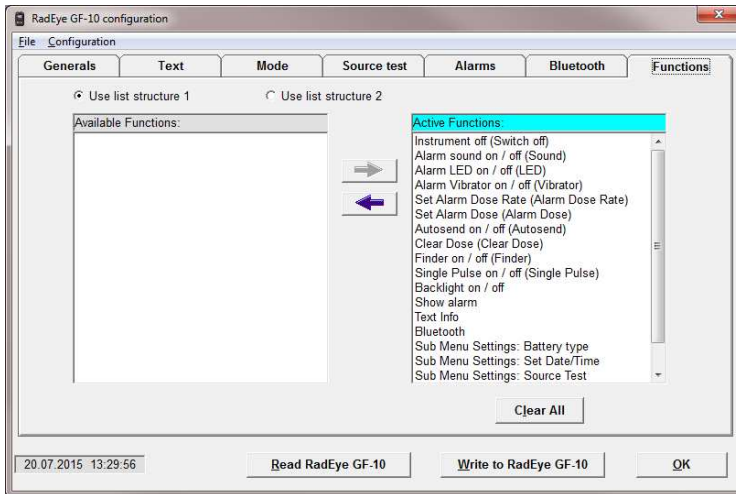 RadEye GF-10 configuration
File Configuration
Generals Text Mode Source test Alarms Bluetooth Functions
Use list structure 1 Use list structure 2
Available Functions:
Active Functions:
Instrument off (Switch off)
Alarm sound on / off (Sound)
Alarm LED on / off (LED)
Alarm Vibrator on / off (Vibrator)
Set Alarm Dose Rate (Alarm Dose Rate)
Set Alarm Dose (Alarm Dose)
Autosend on / off (Autosend)
Clear Dose (Clear Dose)
Finder on / off (Finder)
Single Pulse on / off (Single Pulse)
Backlight on / off
Show alarm
Text Info
Bluetooth
Sub Menu Settings: Battery type
Sub Menu Settings: Set Date/Time
Sub Menu Settings: Source Test
Clear All
20.07.2015 13:29:56 Read RadEye GF-10 Write to RadEye GF-10 OK